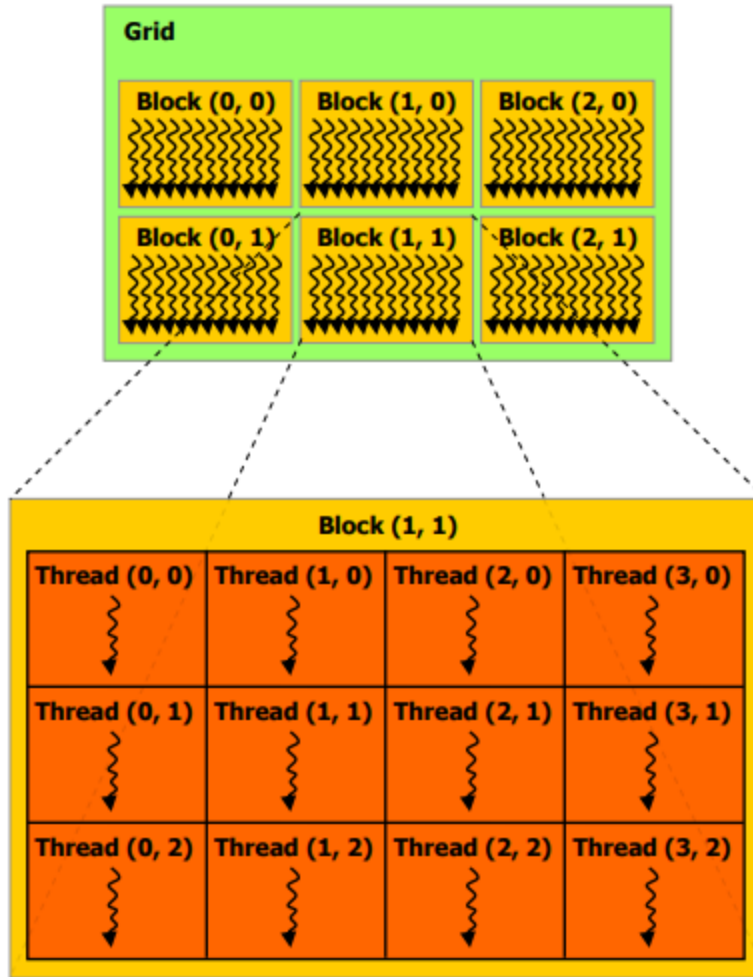 Grid
Block (0, 0) Block (1, 0) Block (2, 0)
Block (0, 1) Block (1, 1) Block (2, 1)
Block (1, 1)
Thread (0, 0) Thread (1, 0) Thread (2, 0) Thread (3, 0)
Thread (0, 1) Thread (1, 1) Thread (2, 1) Thread (3, 1)
Thread (0, 2) Thread (1, 2) Thread (2, 2) Thread (3, 2)